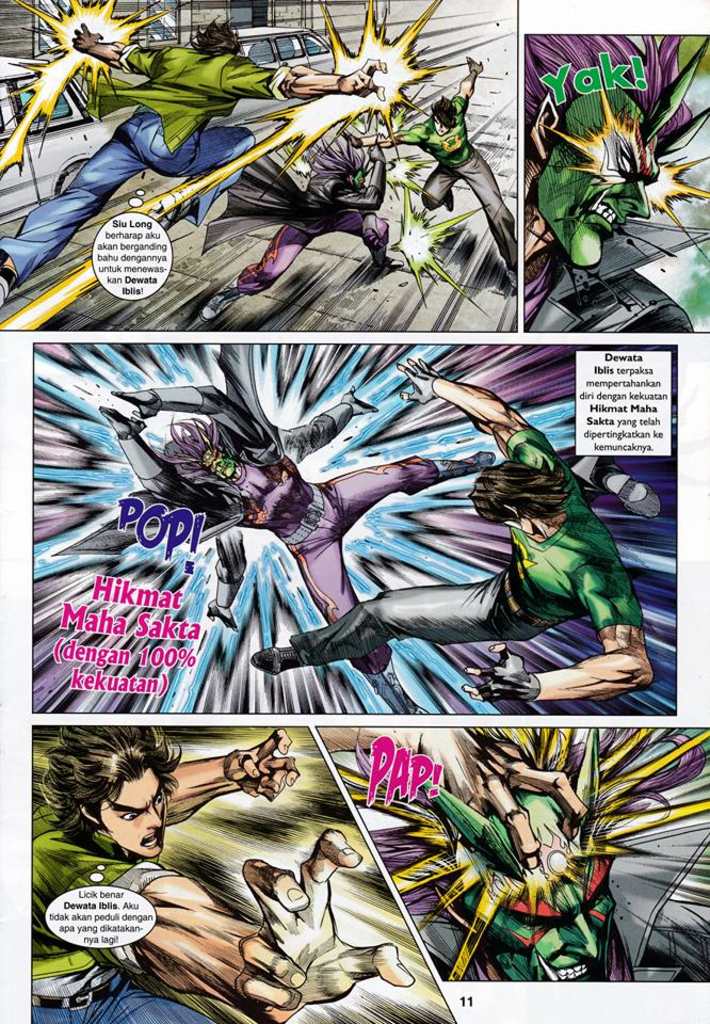 Siu Long
berharap aku
akan berganding
bahu denganya
untuk menewas-
kan Dewata
Iblis!
Yak!
Dewata
Iblis terpaksa
mempertahankan
diri dengan kekuatan
Hikmat Maha
Sakta yang telah
dipertingkatkan ke
kemuncaknya.
POP!
Hikmat
Maha Sakta
(dengan 100%
kekuatan)
Licik benar
Dewata Iblis. Aku
tidak akan peduli dengan
apa yang dikatakan-
nya lagi!
PAP!
11